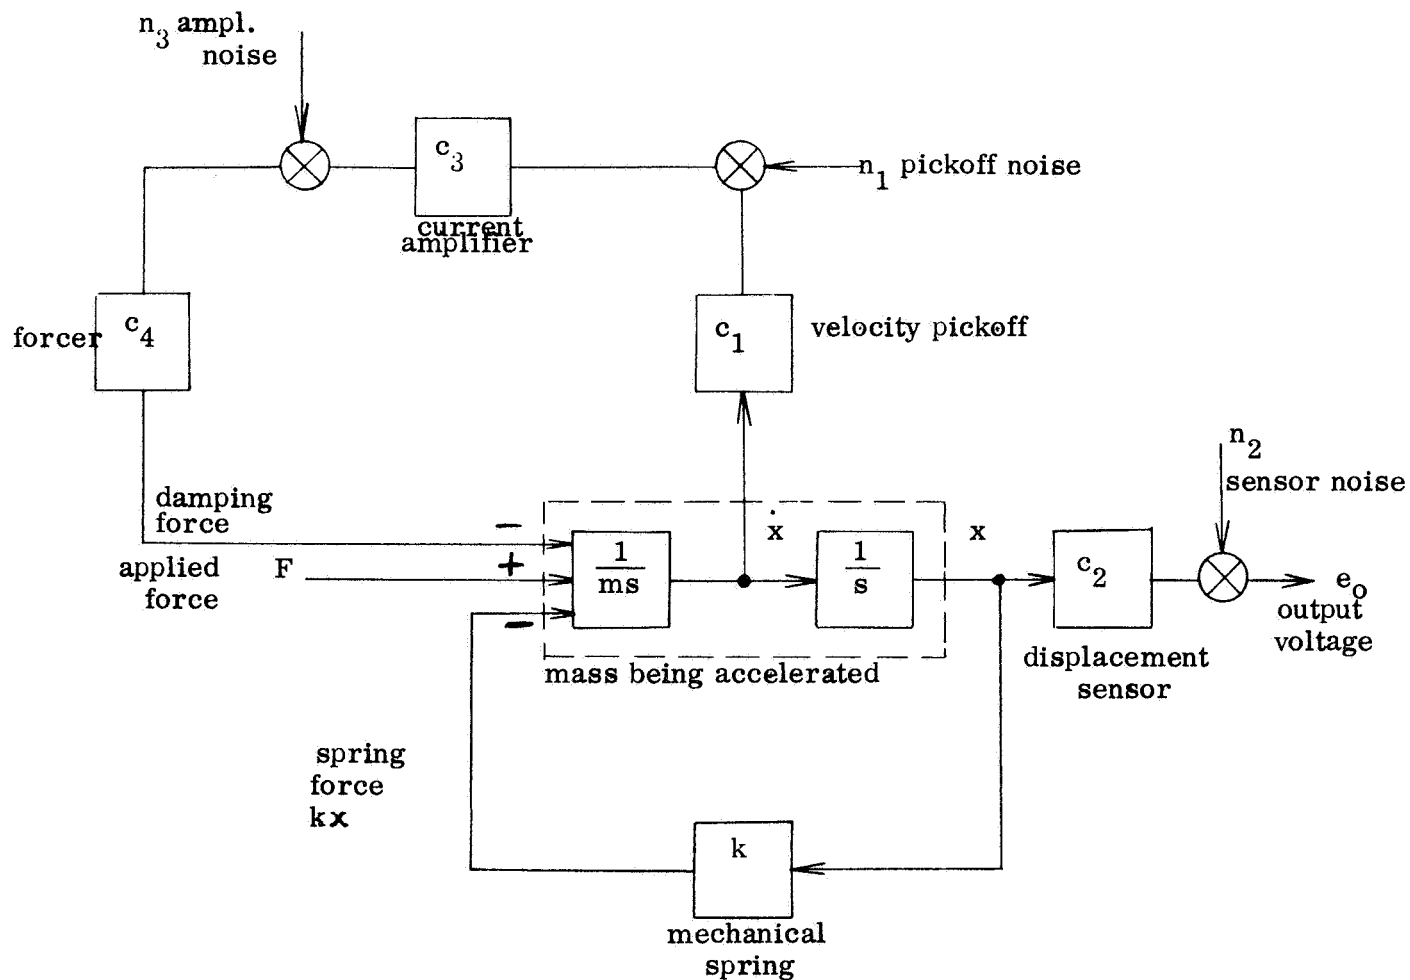 n₃ ampl.
noise
c₃
current
amplifier
n₁ pickoff noise
forcer
c₄
c₁
velocity pickoff
n₂
sensor noise
damping
force
−
ẋ
x
applied
force
F
+
1
ms
1
s
c₂
e₀
output
voltage
−
mass being accelerated
displacement
sensor
spring
force
kx
k
mechanical
spring